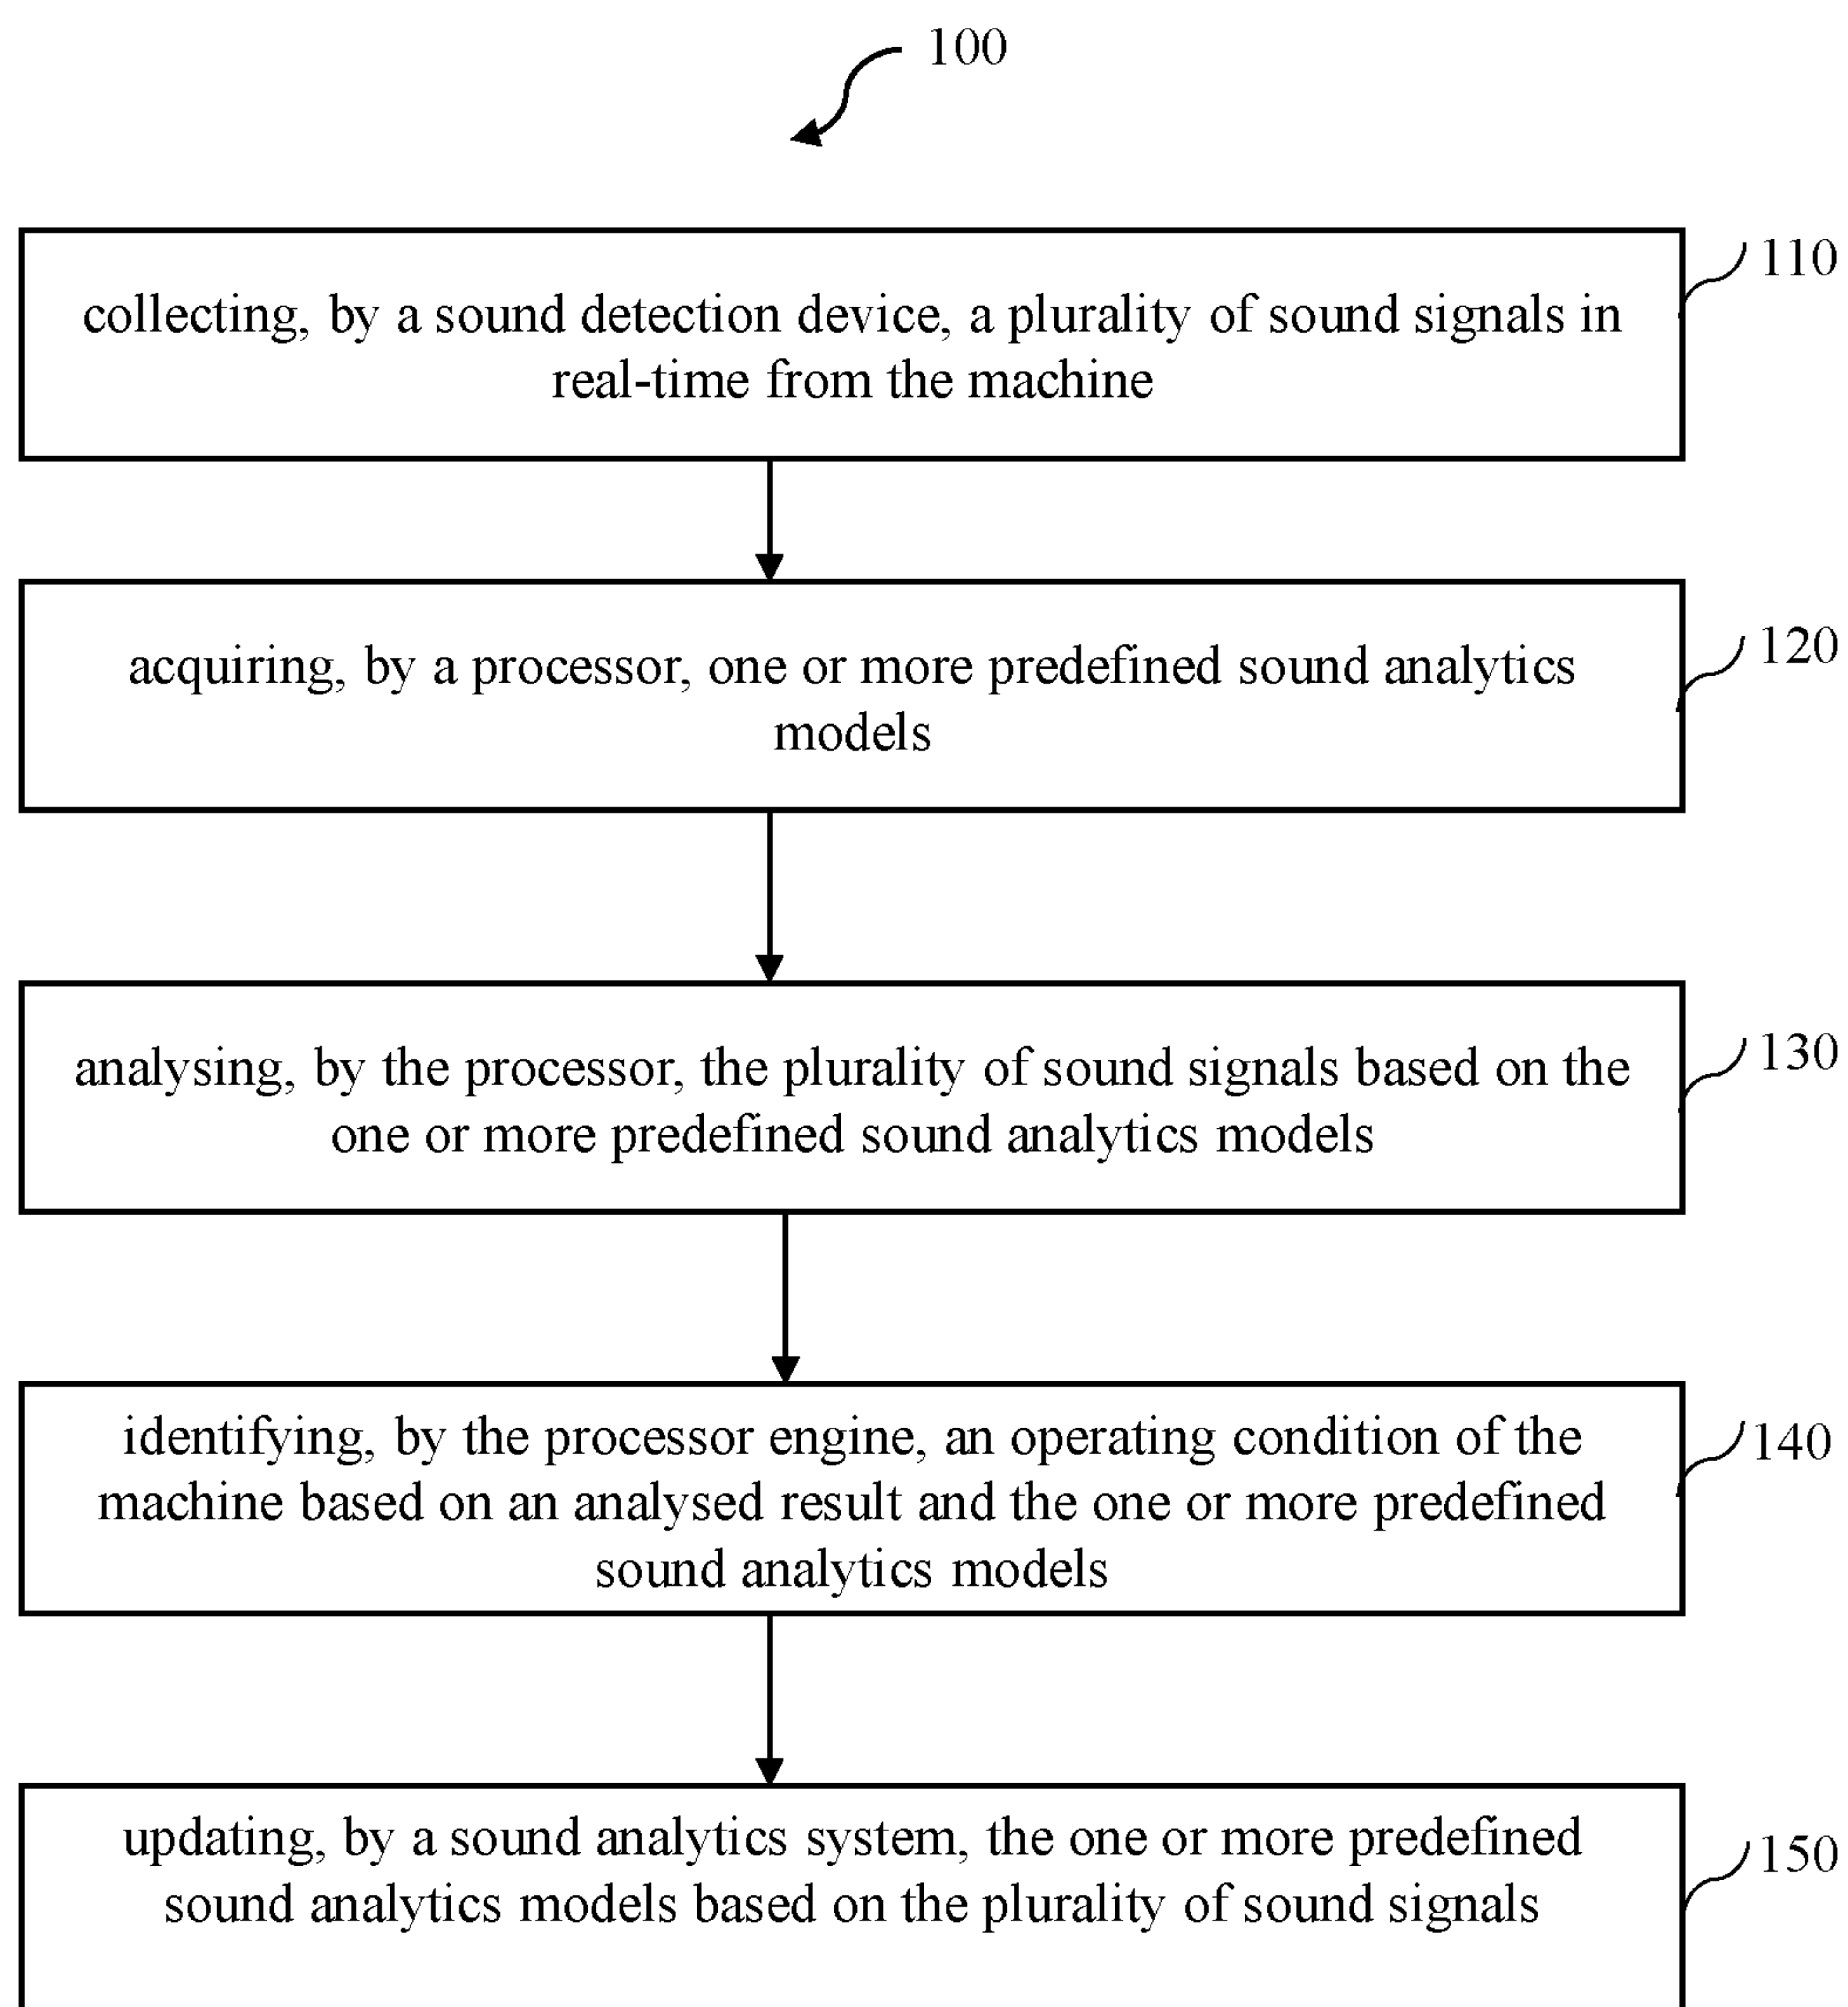 100
collecting, by a sound detection device, a plurality of sound signals in
real-time from the machine
110
acquiring, by a processor, one or more predefined sound analytics
models
120
analysing, by the processor, the plurality of sound signals based on the
one or more predefined sound analytics models
130
identifying, by the processor engine, an operating condition of the
machine based on an analysed result and the one or more predefined
sound analytics models
140
updating, by a sound analytics system, the one or more predefined
sound analytics models based on the plurality of sound signals
150